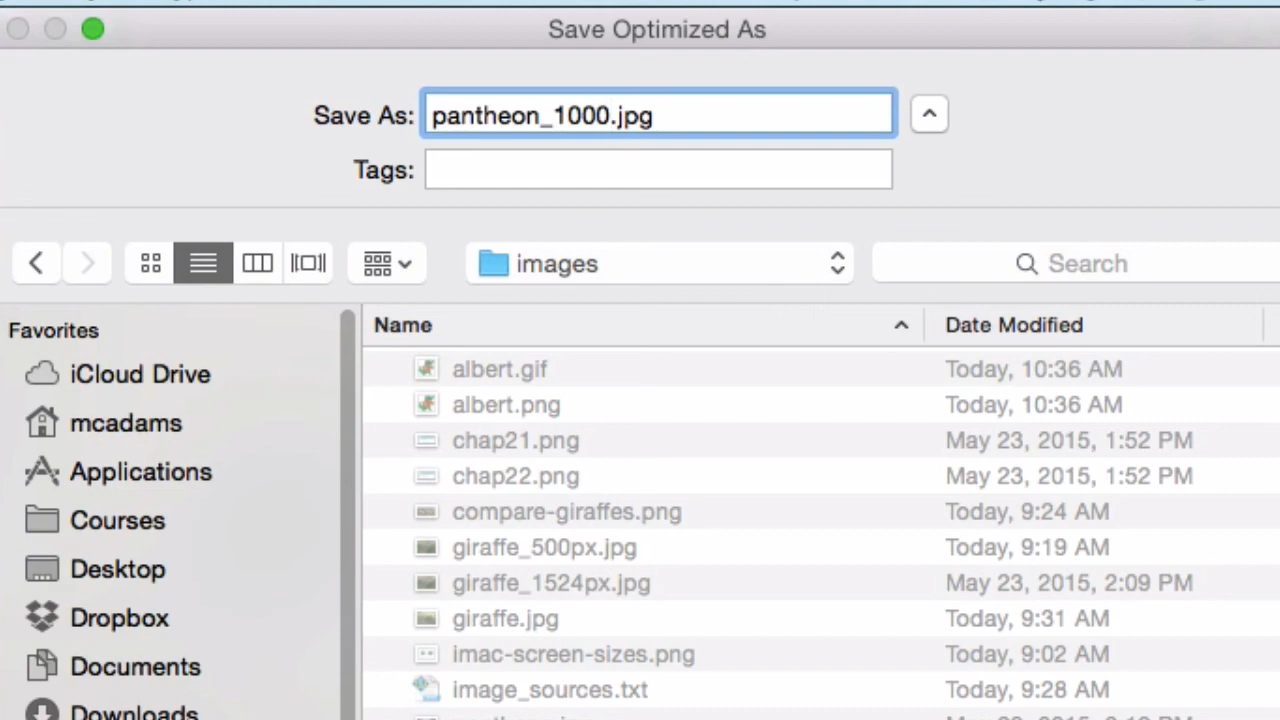 Save Optimized As
Save As: pantheon_1000.jpg
Tags:
images
Search
Favorites
iCloud Drive
mcadams
Applications
Courses
Desktop
Dropbox
Documents
Downloads
Name Date Modified
albert.gif Today, 10:36 AM
albert.png Today, 10:36 AM
chap21.png May 23, 2015, 1:52 PM
chap22.png May 23, 2015, 1:52 PM
compare-giraffes.png Today, 9:24 AM
giraffe_500px.jpg Today, 9:19 AM
giraffe_1524px.jpg May 23, 2015, 2:09 PM
giraffe.jpg Today, 9:31 AM
imac-screen-sizes.png Today, 9:02 AM
image_sources.txt Today, 9:28 AM